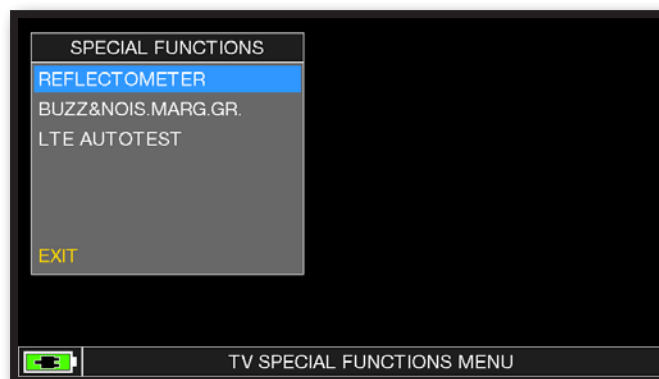 SPECIAL FUNCTIONS
REFLECTOMETER
BUZZ&NOIS.MARG.GR.
LTE AUTOTEST
EXIT
TV SPECIAL FUNCTIONS MENU